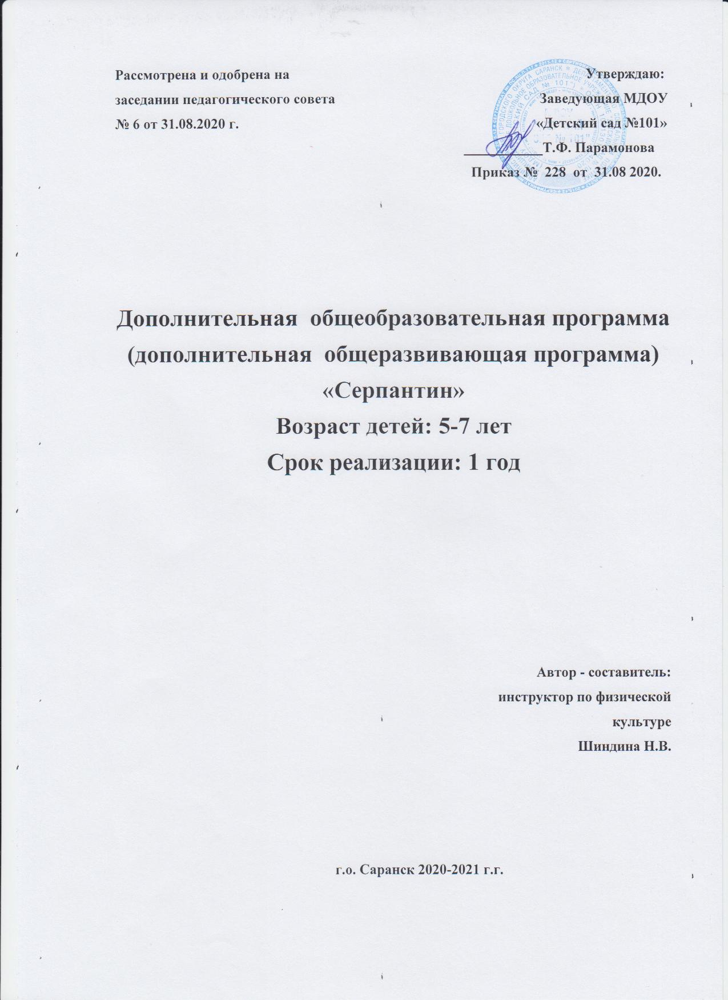 Рассмотрена и одобрена на
заседании педагогического совета
№ 6 от 31.08.2020 г.
Утверждаю:
Заведующая МДОУ
«Детский сад №101»
____________Т.Ф. Парамонова
Приказ № 228 от 31.08 2020.
Дополнительная общеобразовательная программа
(дополнительная общеразвивающая программа)
«Серпантин»
Возраст детей: 5-7 лет
Срок реализации: 1 год
Автор - составитель:
инструктор по физической
культуре
Шиндина Н.В.
г.о. Саранск 2020-2021 г.г.